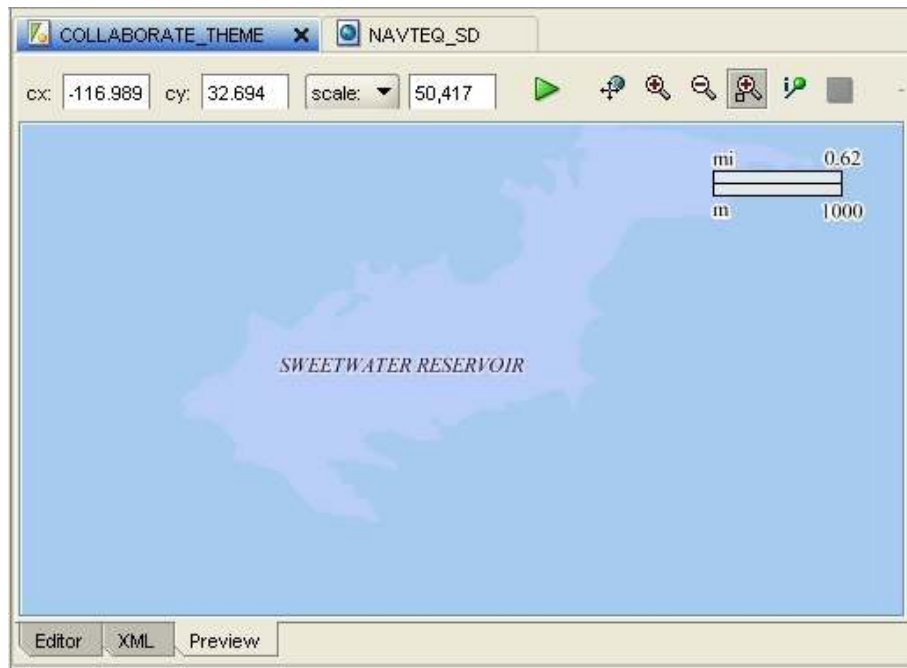 COLLABORATE_THEME NAVTEQ_SD
cx: -116.989 cy: 32.694 scale: 50,417
mi 0.62
m 1000
SWEETWATER RESERVOIR
Editor XML Preview